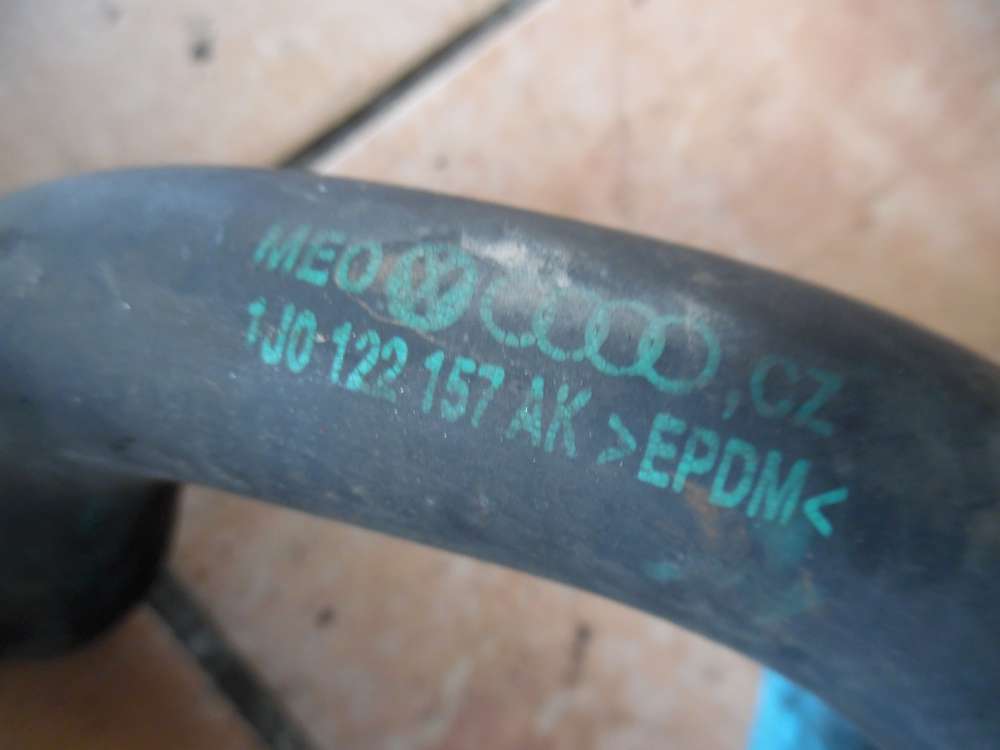 MEO , CZ
1J0 122 157 AK >EPDM<